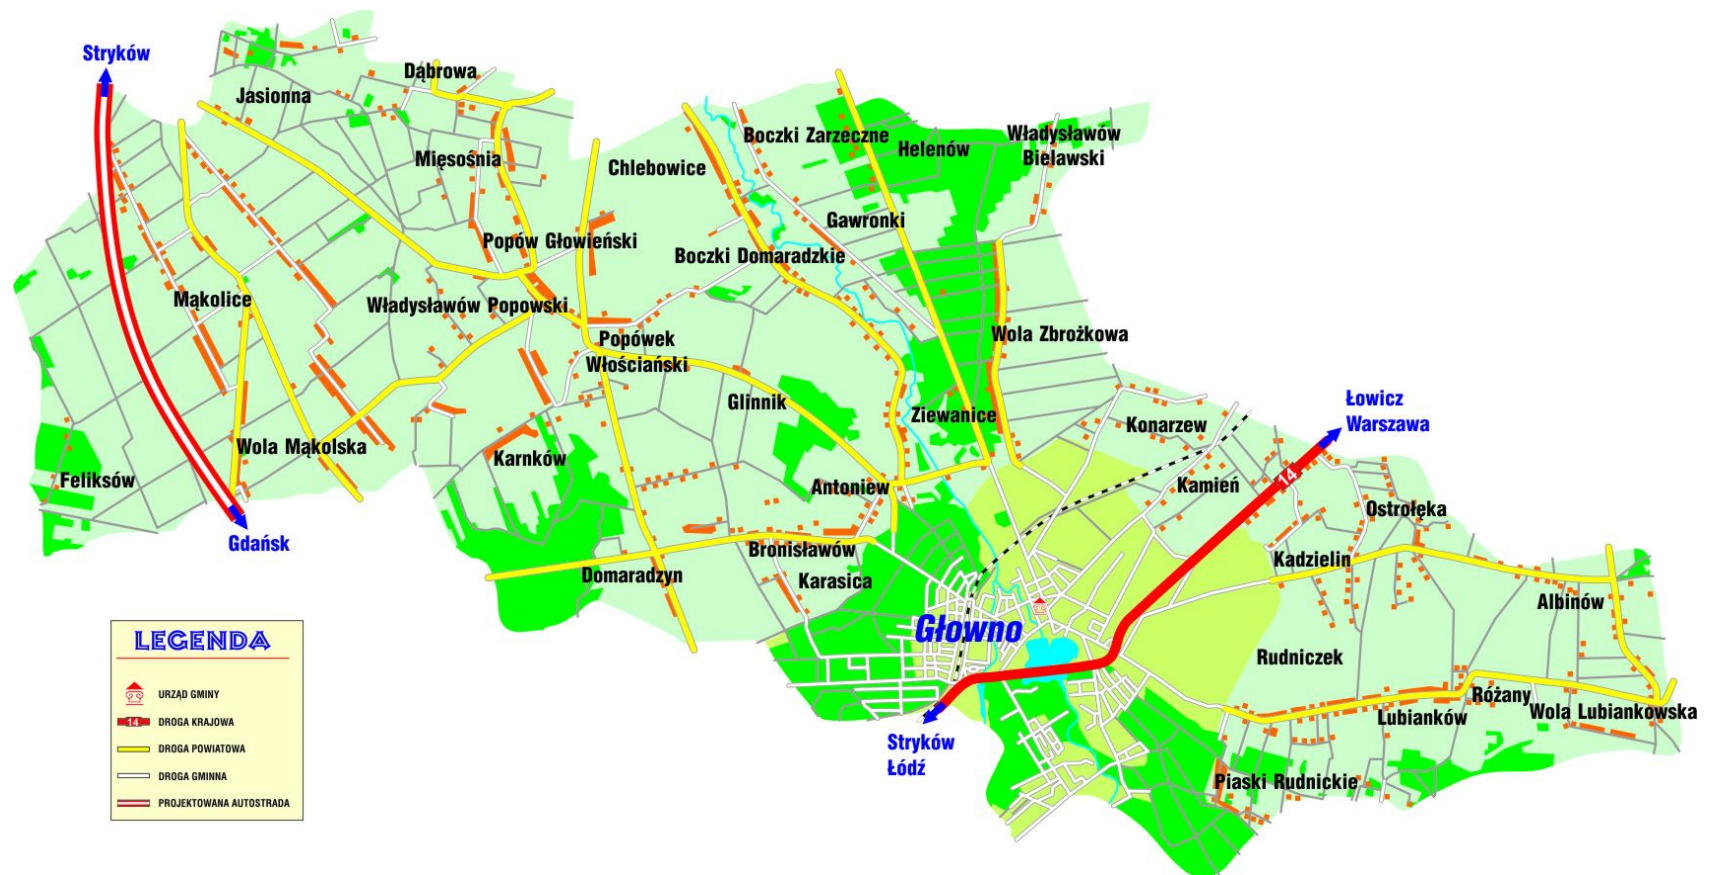 Stryków
Dąbrowa
Jasionna
Boczki Zarzeczne
Władysławów
Bielawski
Helenów
Mięsośnia
Chlebowice
Gawronki
Popów Głowieński
Boczki Domaradzkie
Mąkolice
Władysławów Popowski
Wola Zbrożkowa
Popówek
Włościański
Łowicz
Warszawa
Glinnik
Ziewanice
Konarzew
Wola Mąkolska
Karnków
Feliksów
Antoniew
Kamień
14
Ostrołęka
Gdańsk
Bronisławów
Kadzielin
Domaradzyn
Karasica
Albinów
Głowno
Rudniczek
Różany
Lubianków
Wola Lubiankowska
Stryków
Łódź
Piaski Rudnickie
LEGENDA
URZĄD GMINY
14 DROGA KRAJOWA
DROGA POWIATOWA
DROGA GMINNA
PROJEKTOWANA AUTOSTRADA